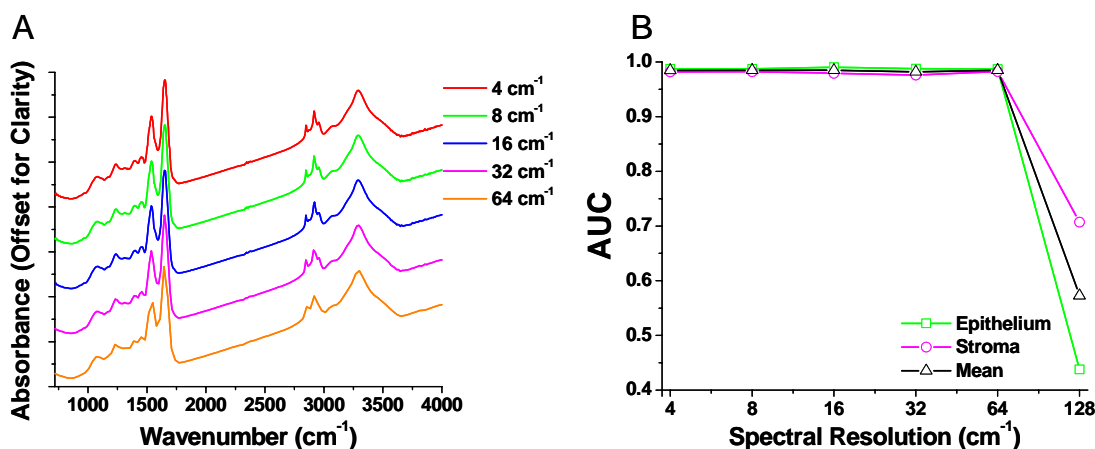 A
Absorbance (Offset for Clarity)
4 cm⁻¹
8 cm⁻¹
16 cm⁻¹
32 cm⁻¹
64 cm⁻¹
1000 1500 2000 2500 3000 3500 4000
Wavenumber (cm⁻¹)
B
AUC
1.0
0.9
0.8
0.7
0.6
0.5
0.4
Epithelium
Stroma
Mean
4 8 16 32 64 128
Spectral Resolution (cm⁻¹)